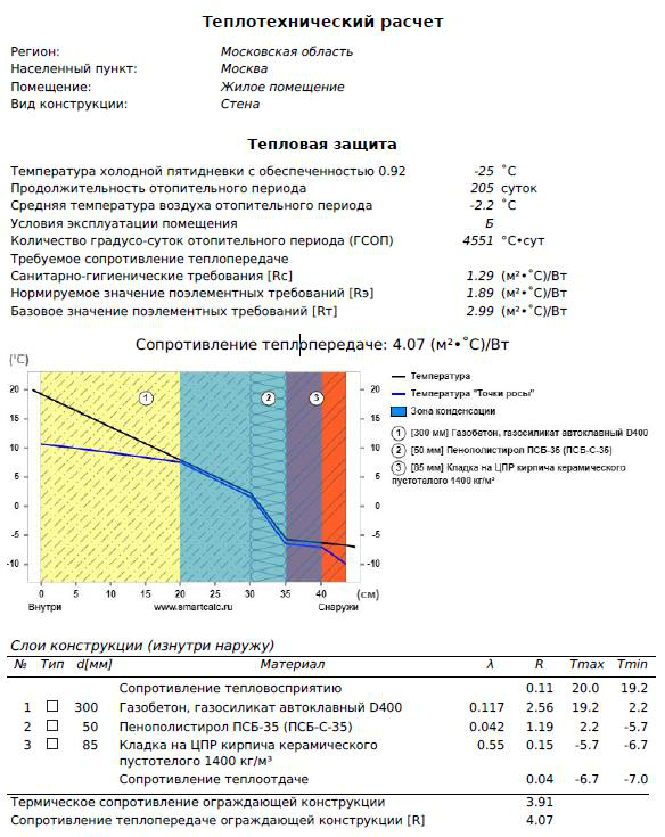 Теплотехнический расчет
Регион: Московская область
Населенный пункт: Москва
Помещение: Жилое помещение
Вид конструкции: Стена
Тепловая защита
Температура холодной пятидневки с обеспеченностью 0.92 -25 ˚С
Продолжительность отопительного периода 205 суток
Средняя температура воздуха отопительного периода -2.2 ˚С
Условия эксплуатации помещения Б
Количество градусо-суток отопительного периода (ГСОП) 4551 °С•сут
Требуемое сопротивление теплопередаче
Санитарно-гигиенические требования [Rс] 1.29 (м²•˚С)/Вт
Нормируемое значение поэлементных требований [Rэ] 1.89 (м²•˚С)/Вт
Базовое значение поэлементных требований [Rт] 2.99 (м²•˚С)/Вт
Сопротивление теплопередаче: 4.07 (м²•˚С)/Вт
(˚C)
20 15 10 5 0 -5 -10
1 2 3
20 15 10 5 0 -5 -10
0 5 10 15 20 25 30 35 40 (см)
Внутри www.smartcalc.ru Снаружи
Температура
Температура "Точки росы"
Зона конденсации
1 [300 мм] Газобетон, газосиликат автоклавный D400
2 [50 мм] Пенополистирол ПСБ-35 (ПСБ-С-35)
3 [85 мм] Кладка на ЦПР кирпича керамического
пустотелого 1400 кг/м³
Слои конструкции (изнутри наружу)
№ Тип d[мм] Материал λ R Tmax Tmin
Сопротивление тепловосприятию 0.11 20.0 19.2
1 300 Газобетон, газосиликат автоклавный D400 0.117 2.56 19.2 2.2
2 50 Пенополистирол ПСБ-35 (ПСБ-С-35) 0.042 1.19 2.2 -5.7
3 85 Кладка на ЦПР кирпича керамического 0.55 0.15 -5.7 -6.7
пустотелого 1400 кг/м³
Сопротивление теплоотдаче 0.04 -6.7 -7.0
Термическое сопротивление ограждающей конструкции 3.91
Сопротивление теплопередаче ограждающей конструкции [R] 4.07